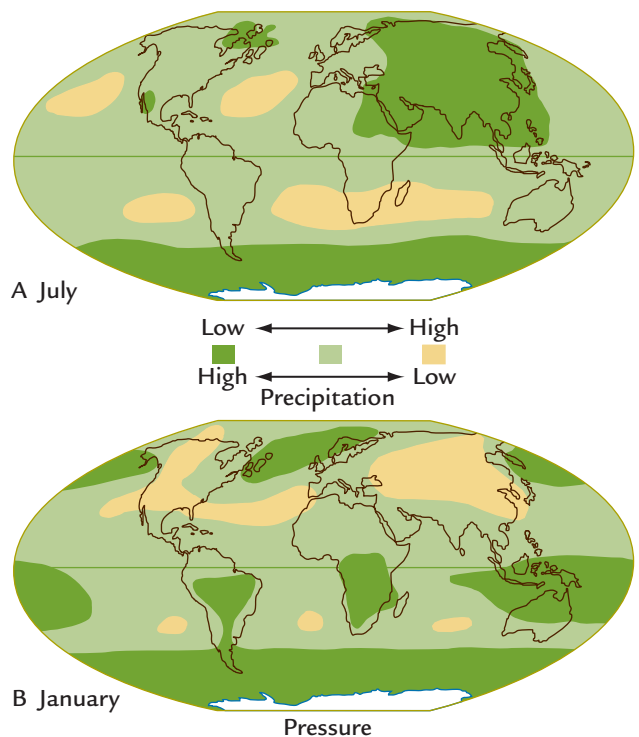 A July
Low High
High Low
Precipitation
B January
Pressure